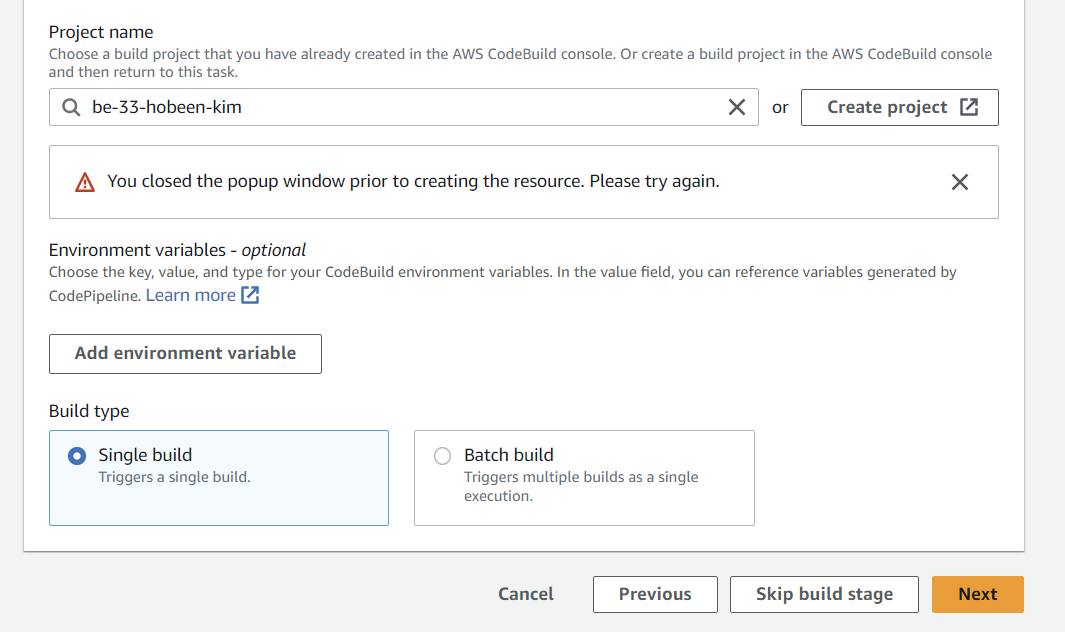 Project name
Choose a build project that you have already created in the AWS CodeBuild console. Or create a build project in the AWS CodeBuild console
and then return to this task.
be-33-hobeen-kim
or
Create project
You closed the popup window prior to creating the resource. Please try again.
Environment variables - optional
Choose the key, value, and type for your CodeBuild environment variables. In the value field, you can reference variables generated by
CodePipeline. Learn more
Add environment variable
Build type
Single build
Triggers a single build.
Batch build
Triggers multiple builds as a single
execution.
Cancel
Previous
Skip build stage
Next